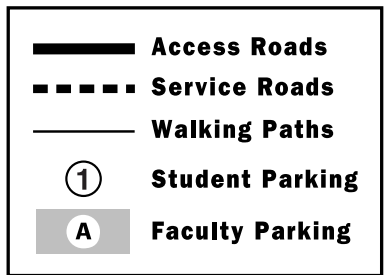 Access Roads
Service Roads
Walking Paths
1 Student Parking
A Faculty Parking